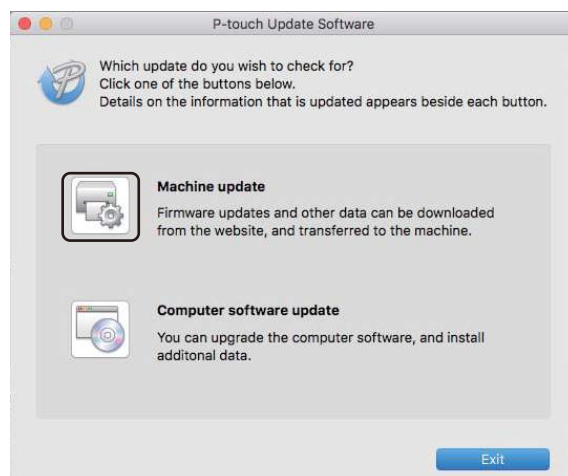 P-touch Update Software
Which update do you wish to check for?
Click one of the buttons below.
Details on the information that is updated appears beside each button.
Machine update
Firmware updates and other data can be downloaded
from the website, and transferred to the machine.
Computer software update
You can upgrade the computer software, and install
additonal data.
Exit